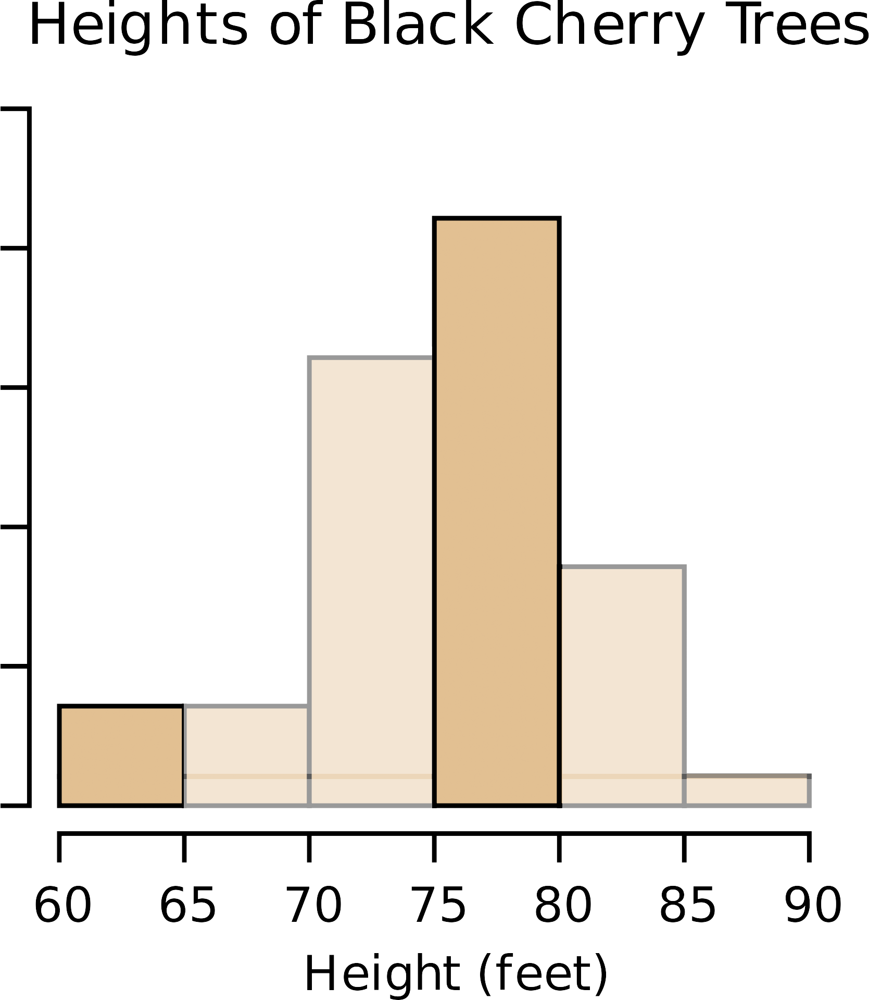 Heights of Black Cherry Trees
60 65 70 75 80 85 90
Height (feet)